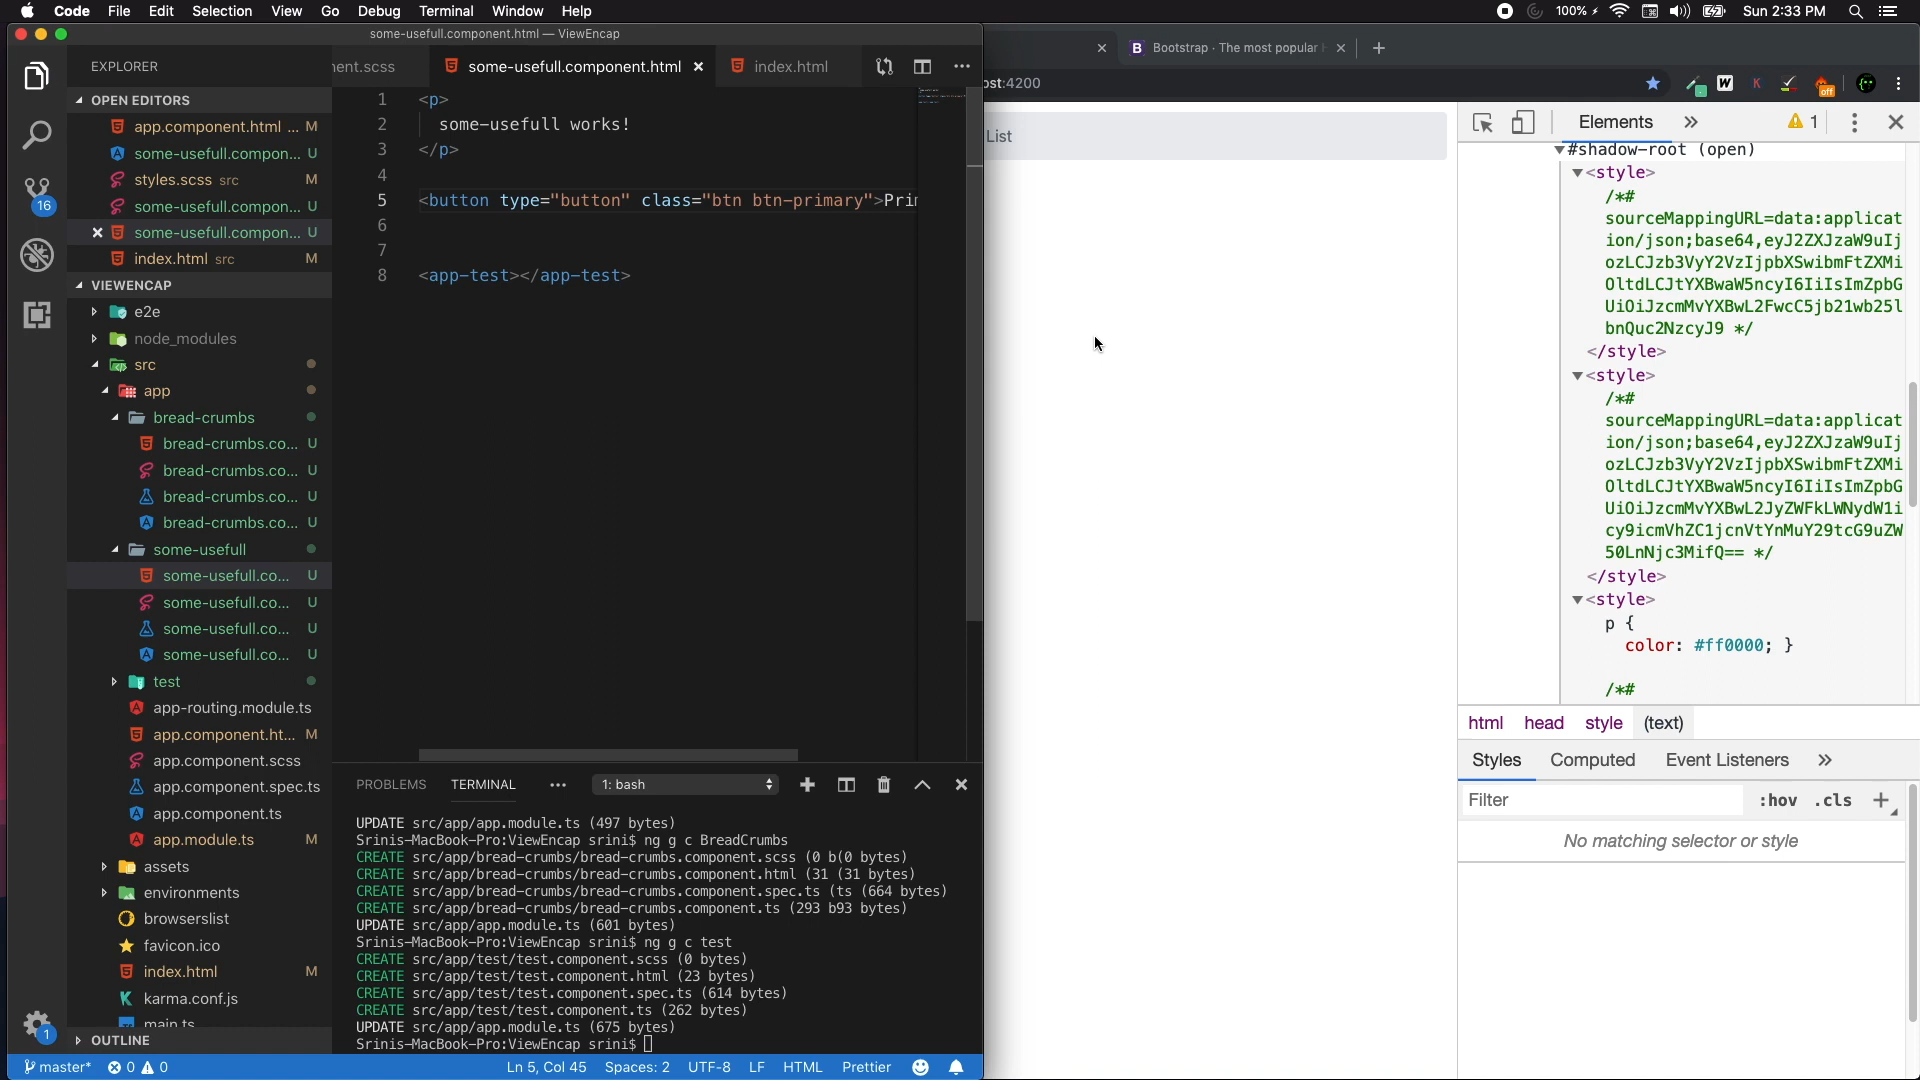 Code File Edit Selection View Go Debug Terminal Window Help
100% Sun 2:33 PM
some-usefull.component.html — ViewEncap
EXPLORER
OPEN EDITORS
app.component.html ... M
some-usefull.compon... U
styles.scss src M
some-usefull.compon... U
some-usefull.compon... U
index.html src M
VIEWENCAP
e2e
node_modules
src
app
bread-crumbs
bread-crumbs.co... U
bread-crumbs.co... U
bread-crumbs.co... U
bread-crumbs.co... U
some-usefull
some-usefull.co... U
some-usefull.co... U
some-usefull.co... U
some-usefull.co... U
test
app-routing.module.ts
app.component.ht... M
app.component.scss
app.component.spec.ts
app.component.ts
app.module.ts M
assets
environments
browserslist
favicon.ico
index.html M
karma.conf.js
main.ts
OUTLINE
16
1
nent.scss some-usefull.component.html index.html
1 <p>
2 some-usefull works!
3 </p>
4
5 <button type="button" class="btn btn-primary">Prin
6
7
8 <app-test></app-test>
PROBLEMS TERMINAL 1: bash
UPDATE src/app/app.module.ts (497 bytes)
Srinis-MacBook-Pro:ViewEncap srini$ ng g c BreadCrumbs
CREATE src/app/bread-crumbs/bread-crumbs.component.scss (0 b(0 bytes)
CREATE src/app/bread-crumbs/bread-crumbs.component.html (31 (31 bytes)
CREATE src/app/bread-crumbs/bread-crumbs.component.spec.ts (ts (664 bytes)
CREATE src/app/bread-crumbs/bread-crumbs.component.ts (293 b93 bytes)
UPDATE src/app/app.module.ts (601 bytes)
Srinis-MacBook-Pro:ViewEncap srini$ ng g c test
CREATE src/app/test/test.component.scss (0 bytes)
CREATE src/app/test/test.component.html (23 bytes)
CREATE src/app/test/test.component.spec.ts (614 bytes)
CREATE src/app/test/test.component.ts (262 bytes)
UPDATE src/app/app.module.ts (675 bytes)
Srinis-MacBook-Pro:ViewEncap srini$
master* 0 0 Ln 5, Col 45 Spaces: 2 UTF-8 LF HTML Prettier
B Bootstrap · The most popular
ost:4200
W K off
List
Elements » 1
#shadow-root (open)
<style>
/*#
sourceMappingURL=data:applicat
ion/json;base64,eyJ2ZXJzaW9uIj
ozLCJzb3VyY2VzIjpbXSwibmFtZXMi
OltdLCJtYXBwaW5ncyI6IiIsImZpbG
UiOiJzcmMvYXBwL2FwcC5jb21wb25l
bnQuc2NzcyJ9 */
</style>
<style>
/*#
sourceMappingURL=data:applicat
ion/json;base64,eyJ2ZXJzaW9uIj
ozLCJzb3VyY2VzIjpbXSwibmFtZXMi
OltdLCJtYXBwaW5ncyI6IiIsImZpbG
UiOiJzcmMvYXBwL2JyZWFkLWNydW1i
cy9icmVhZC1jcnVtYnMuY29tcG9uZW
50LnNjc3MifQ== */
</style>
<style>
p {
color: #ff0000; }
/*#
html head style (text)
Styles Computed Event Listeners »
Filter :hov .cls +
No matching selector or style